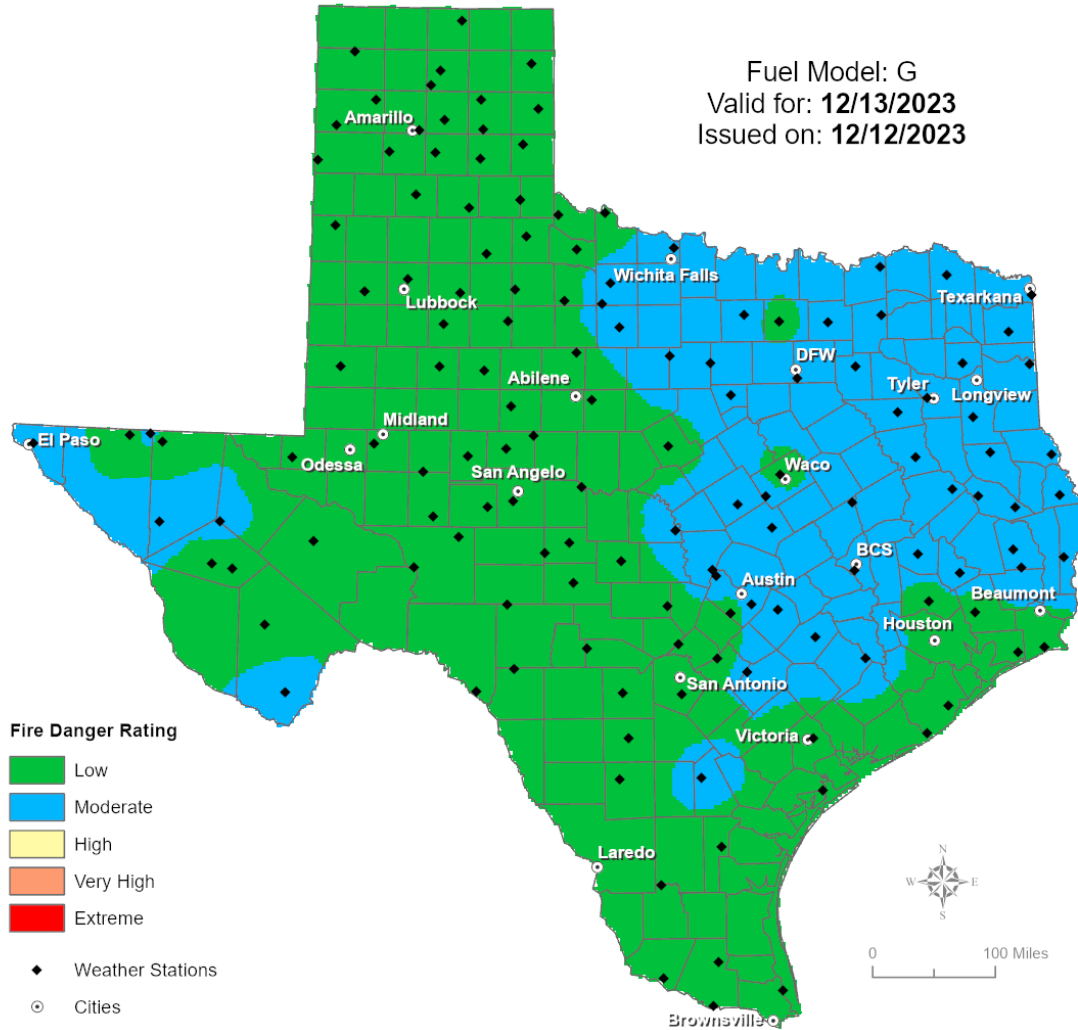 Fuel Model: G
Valid for: 12/13/2023
Issued on: 12/12/2023
Amarillo
Wichita Falls
Lubbock
Texarkana
DFW
Abilene
Tyler
Longview
Midland
El Paso
Odessa
San Angelo
Waco
BCS
Austin
Beaumont
Houston
San Antonio
Victoria
Laredo
Brownsville
Fire Danger Rating
Low
Moderate
High
Very High
Extreme
Weather Stations
Cities
N
W E
S
0 100 Miles